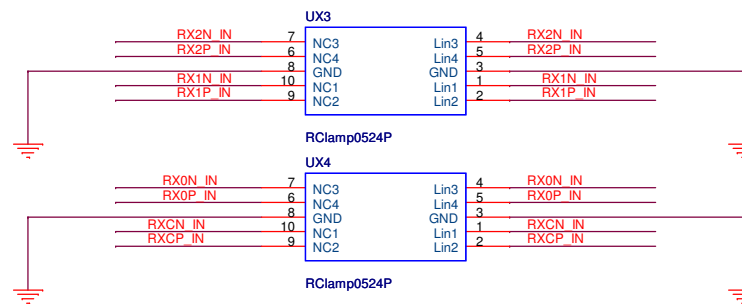 UX3
RX2N_IN 7 NC3 Lin3 4 RX2N_IN
RX2P_IN 6 NC4 Lin4 5 RX2P_IN
8 GND GND 3
RX1N_IN 10 NC1 Lin1 1 RX1N_IN
RX1P_IN 9 NC2 Lin2 2 RX1P_IN
RClamp0524P
UX4
RX0N_IN 7 NC3 Lin3 4 RX0N_IN
RX0P_IN 6 NC4 Lin4 5 RX0P_IN
8 GND GND 3
RXCN_IN 10 NC1 Lin1 1 RXCN_IN
RXCP_IN 9 NC2 Lin2 2 RXCP_IN
RClamp0524P